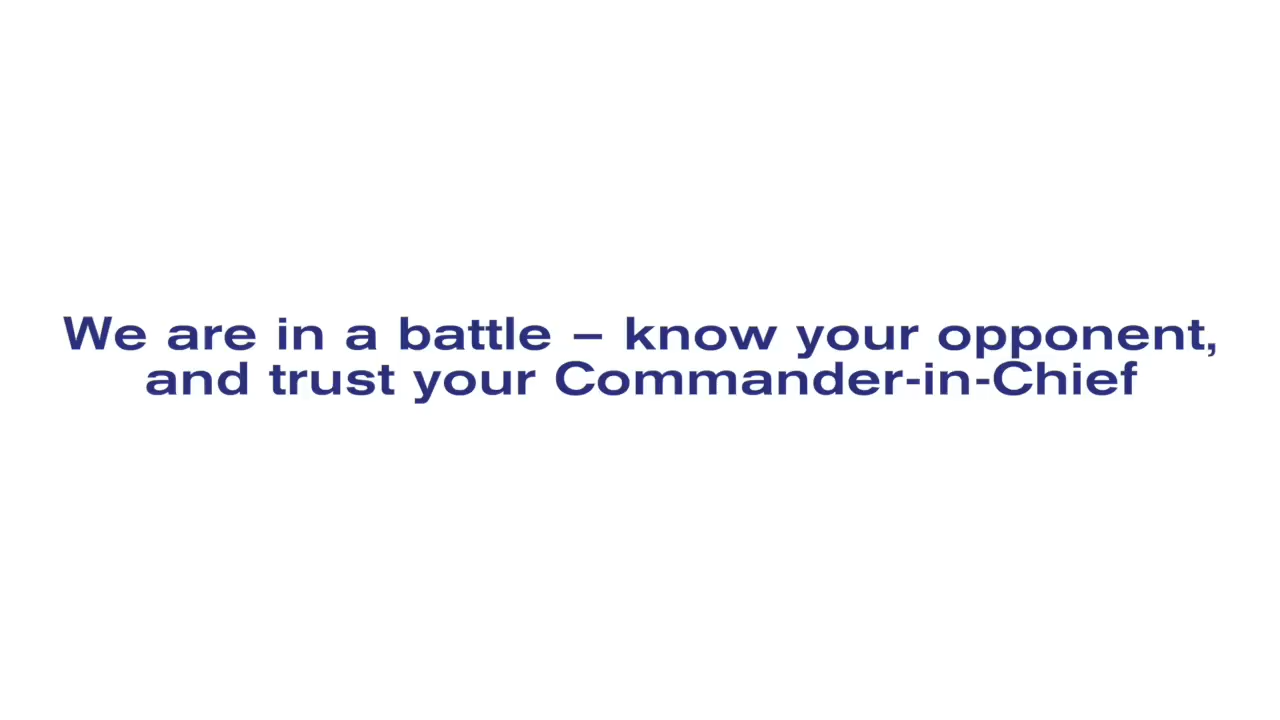 We are in a battle – know your opponent,
and trust your Commander-in-Chief